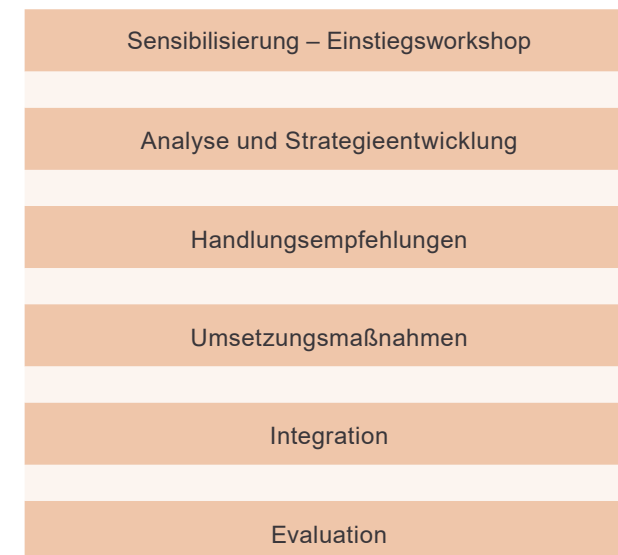 Sensibilisierung – Einstiegsworkshop
Analyse und Strategieentwicklung
Handlungsempfehlungen
Umsetzungsmaßnahmen
Integration
Evaluation